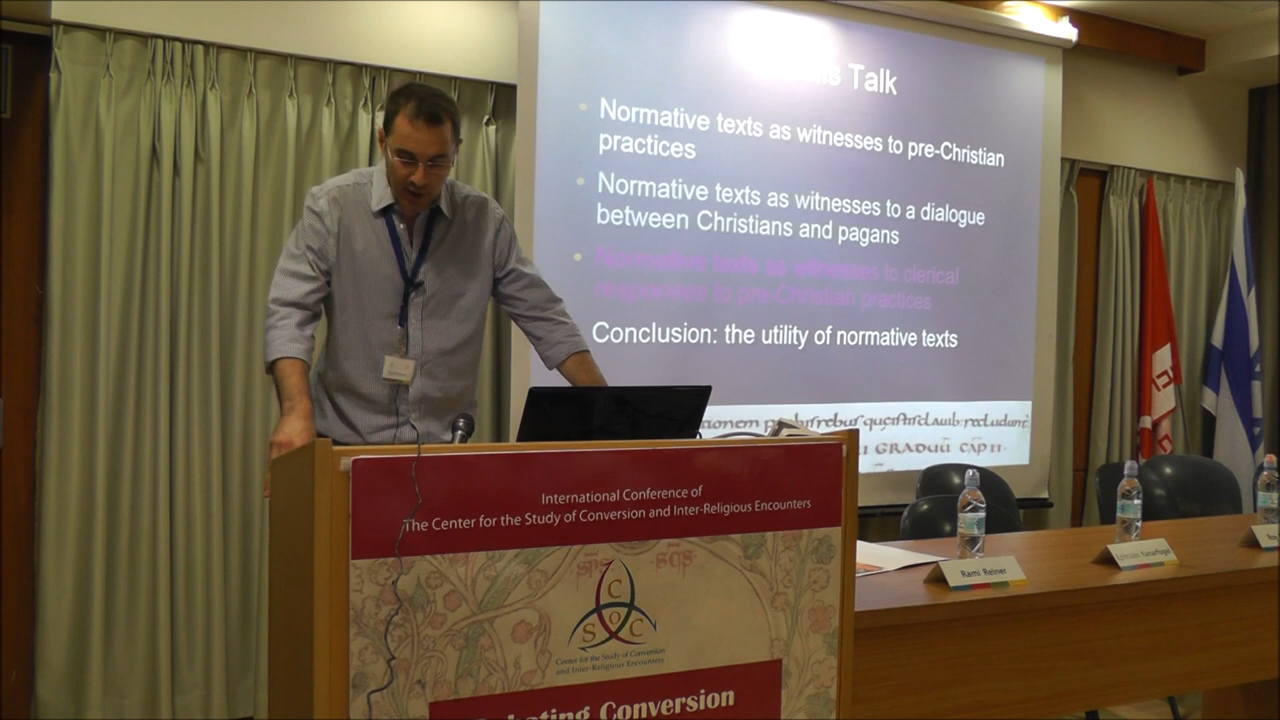 Talk
Normative texts as witnesses to pre-Christian
practices
Normative texts as witnesses to a dialogue
between Christians and pagans
Normative texts as witnesses to clerical
responses to pre-Christian practices
Conclusion: the utility of normative texts
GRADUU CAP II
International Conference of
The Center for the Study of Conversion and Inter-Religious Encounters
C
S O C
Center for the Study of Conversion
and Inter-Religious Encounters
Conversion
Rami Reiner
Ephraim Kanarfogel